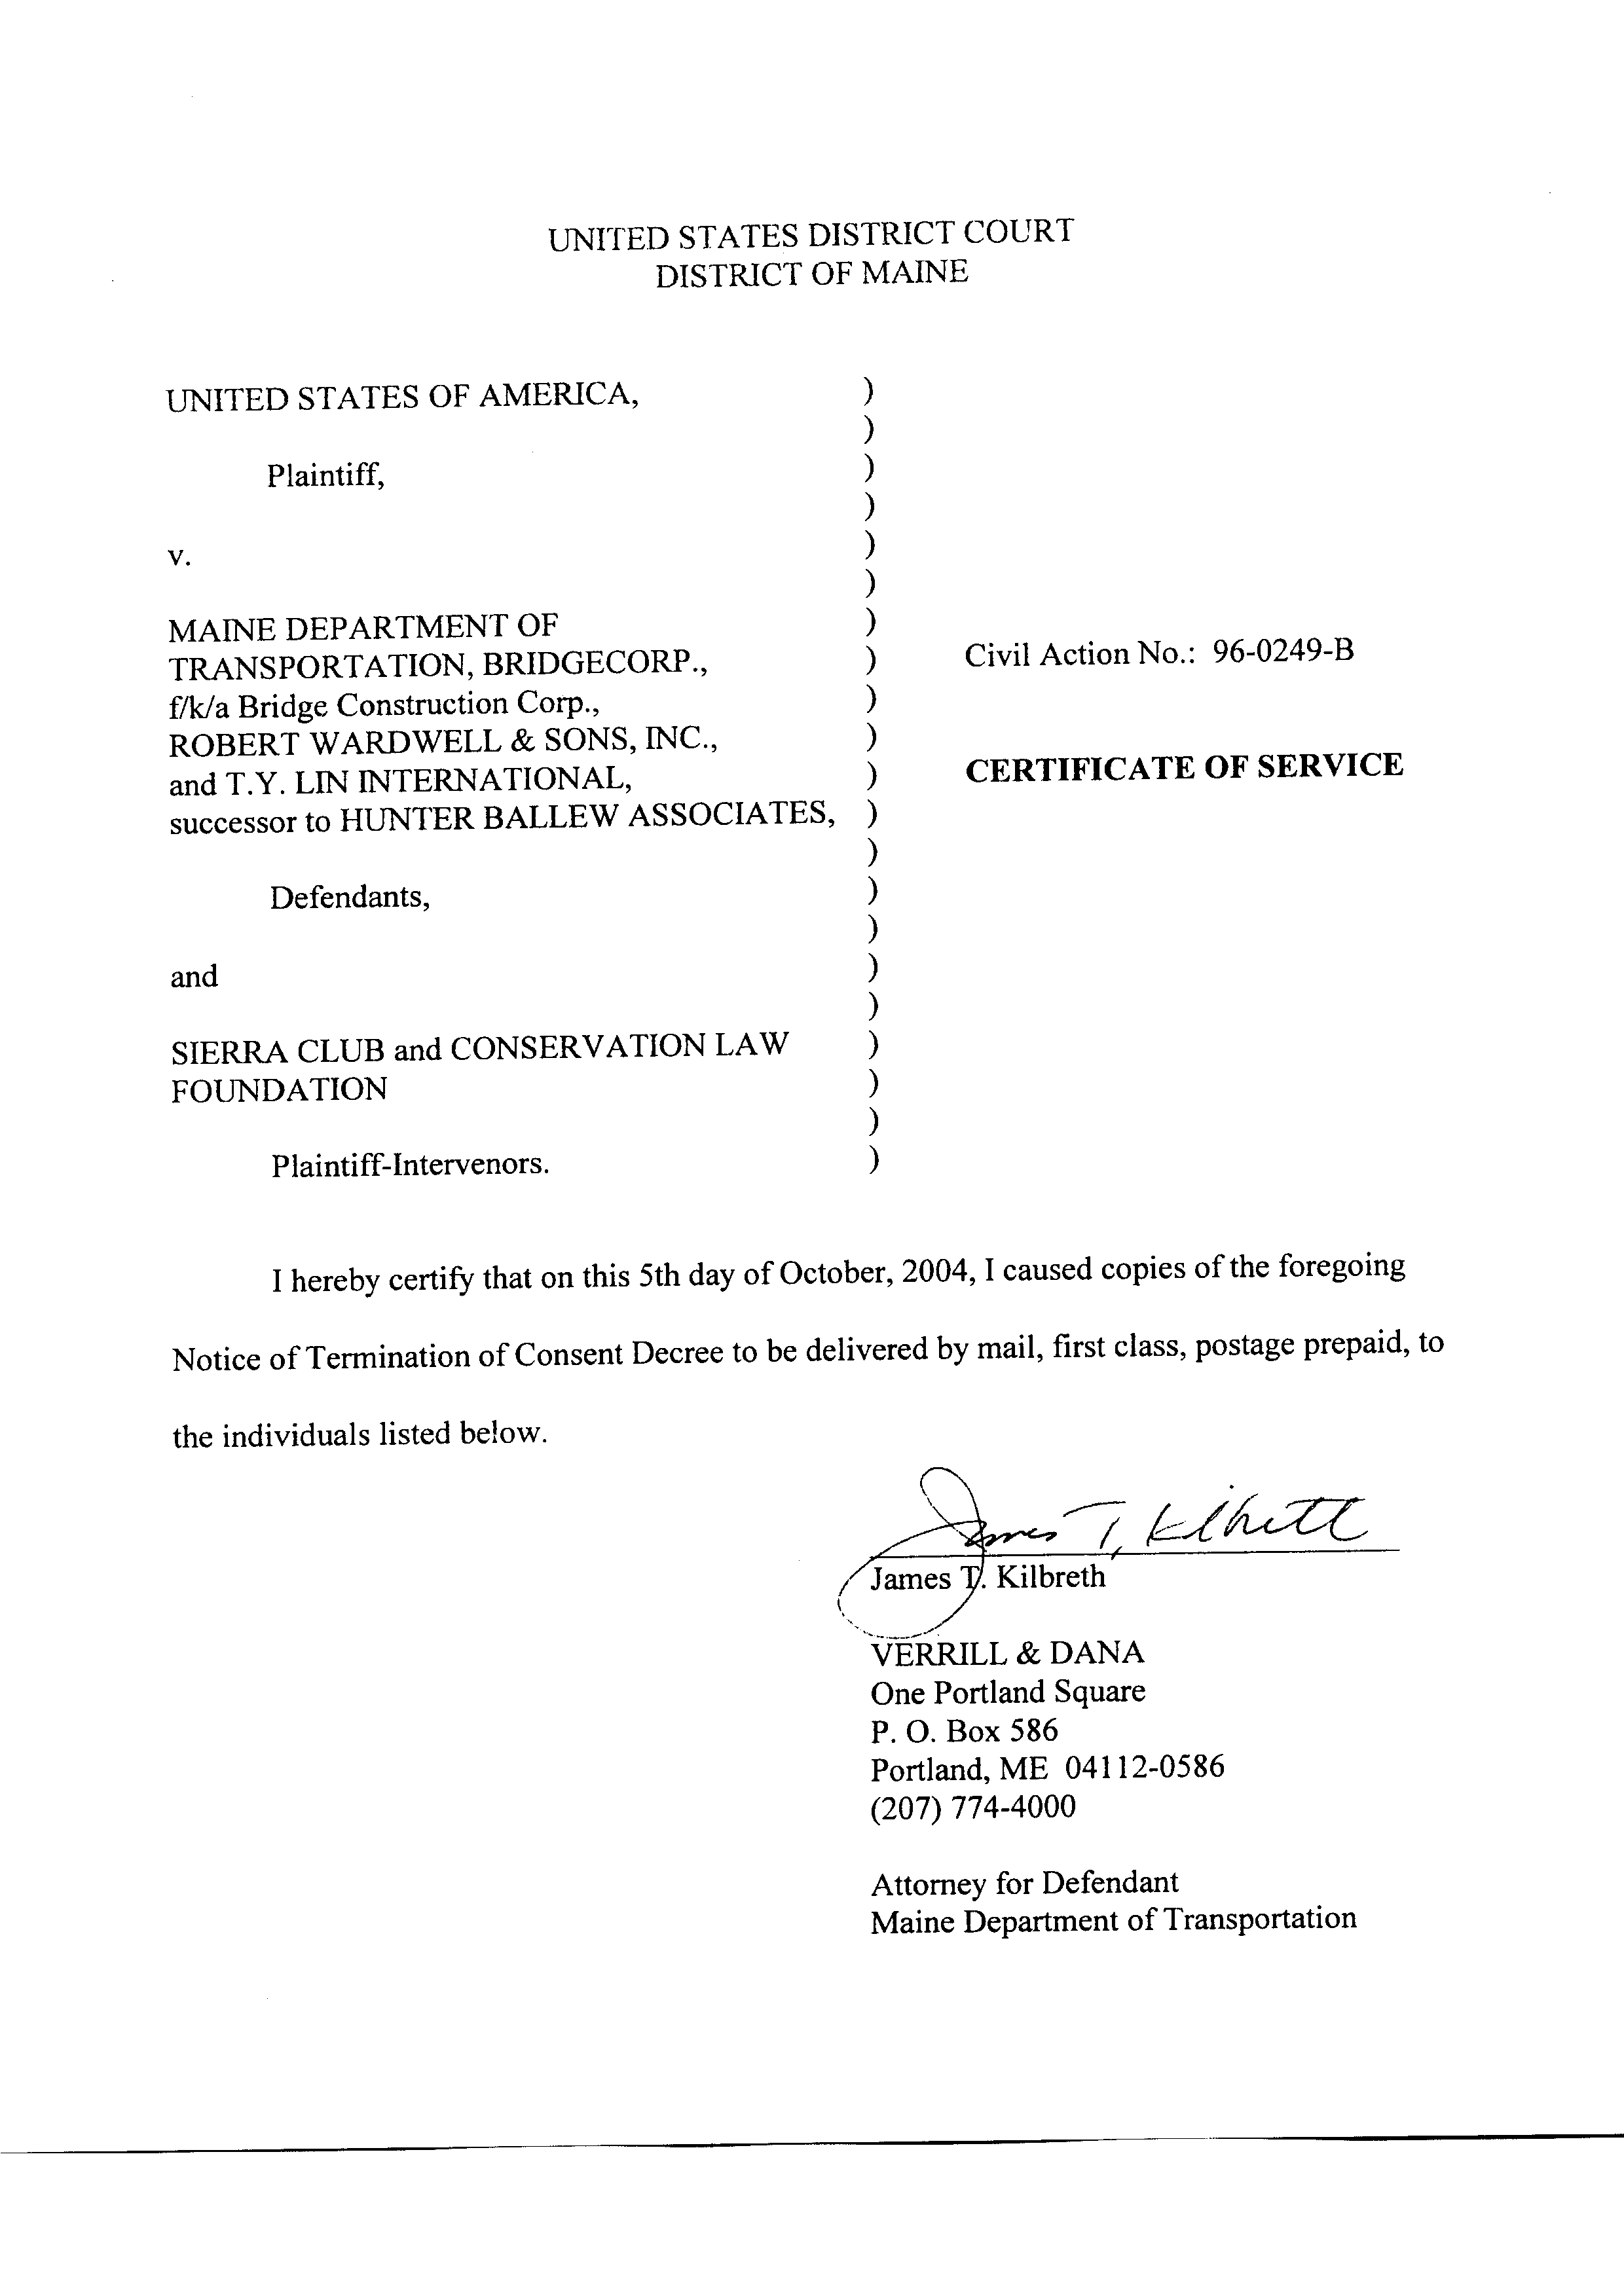 UNITED STATES DISTRICT COURT
DISTRICT OF MAINE
UNITED STATES OF AMERICA, )
)
Plaintiff, )
)
v. )
)
MAINE DEPARTMENT OF )
TRANSPORTATION, BRIDGECORP., ) Civil Action No.: 96-0249-B
f/k/a Bridge Construction Corp., )
ROBERT WARDWELL & SONS, INC., )
and T.Y. LIN INTERNATIONAL, ) CERTIFICATE OF SERVICE
successor to HUNTER BALLEW ASSOCIATES, )
)
Defendants, )
)
and )
)
SIERRA CLUB and CONSERVATION LAW )
FOUNDATION )
)
Plaintiff-Intervenors. )
I hereby certify that on this 5th day of October, 2004, I caused copies of the foregoing
Notice of Termination of Consent Decree to be delivered by mail, first class, postage prepaid, to
the individuals listed below.
James T. Kilbreth
James T. Kilbreth
VERRILL & DANA
One Portland Square
P. O. Box 586
Portland, ME 04112-0586
(207) 774-4000
Attorney for Defendant
Maine Department of Transportation